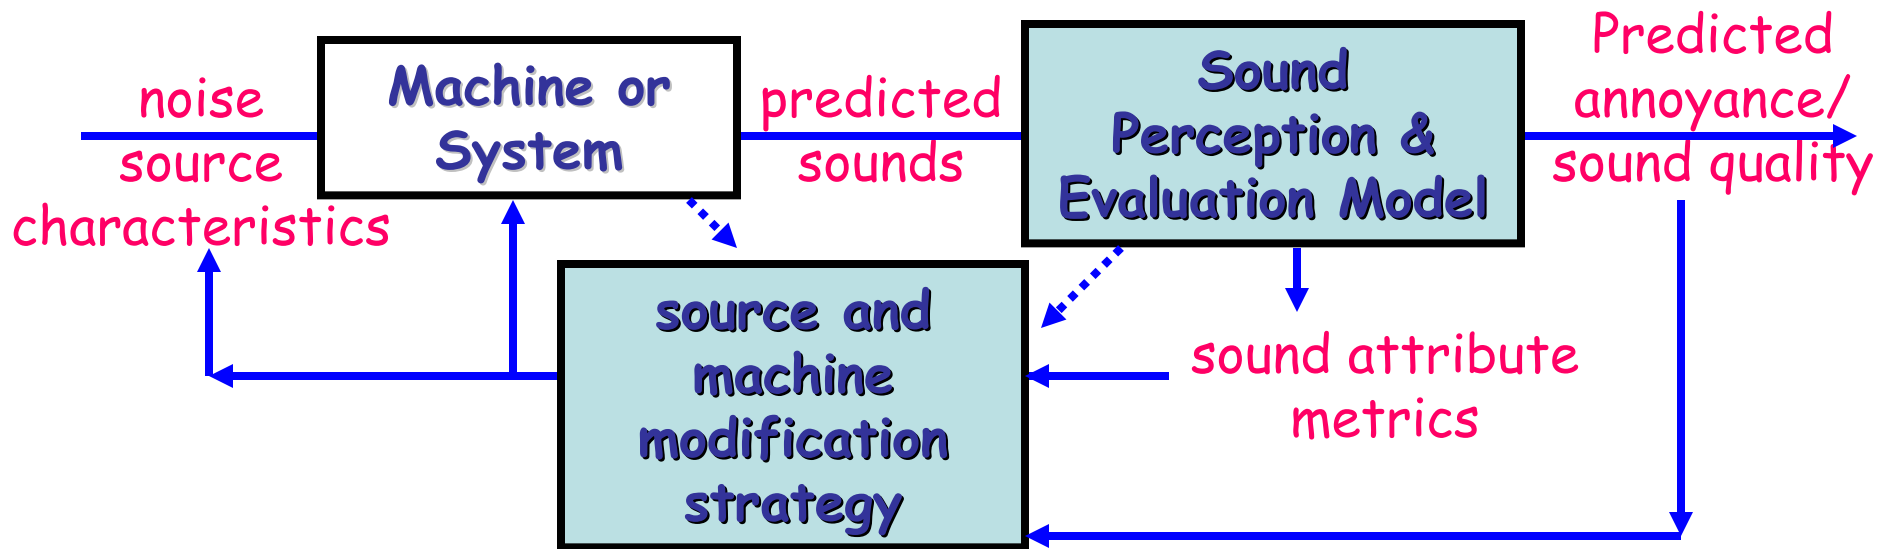 noise
source
characteristics
Machine or
System
predicted
sounds
Sound
Perception &
Evaluation Model
Predicted
annoyance/
sound quality
source and
machine
modification
strategy
sound attribute
metrics